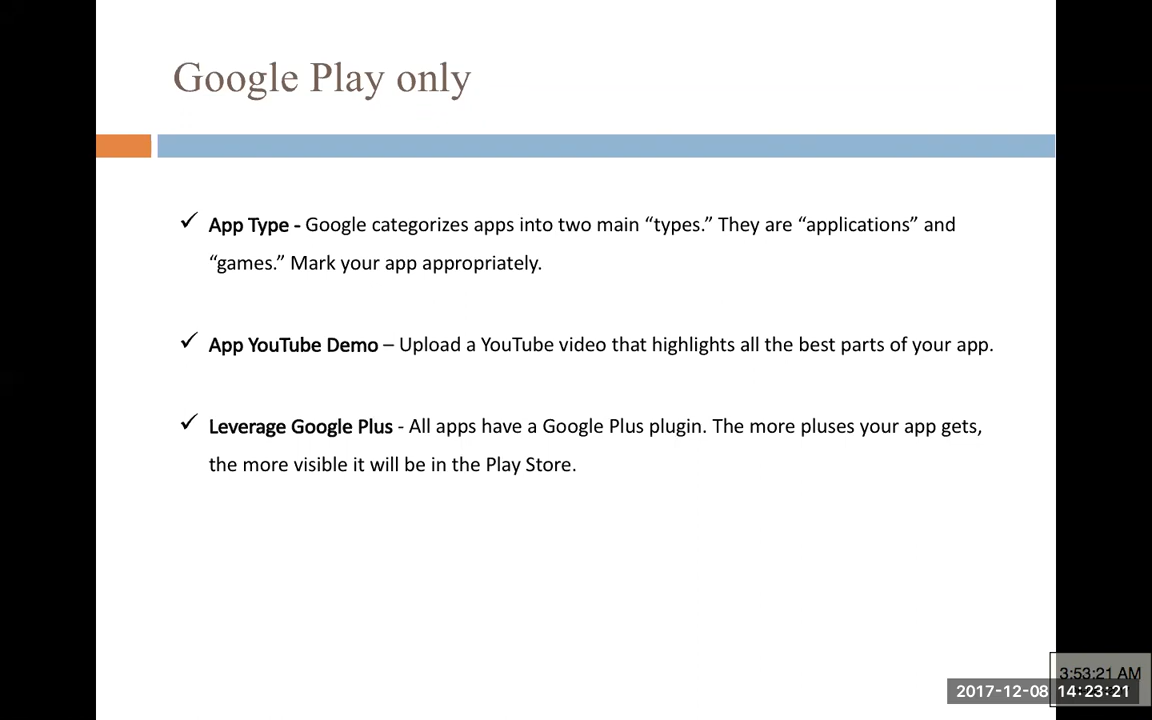 Google Play only
✓ App Type - Google categorizes apps into two main “types.” They are “applications” and
“games.” Mark your app appropriately.
✓ App YouTube Demo – Upload a YouTube video that highlights all the best parts of your app.
✓ Leverage Google Plus - All apps have a Google Plus plugin. The more pluses your app gets,
the more visible it will be in the Play Store.
3:53:21 AM
2017-12-08 14:23:21